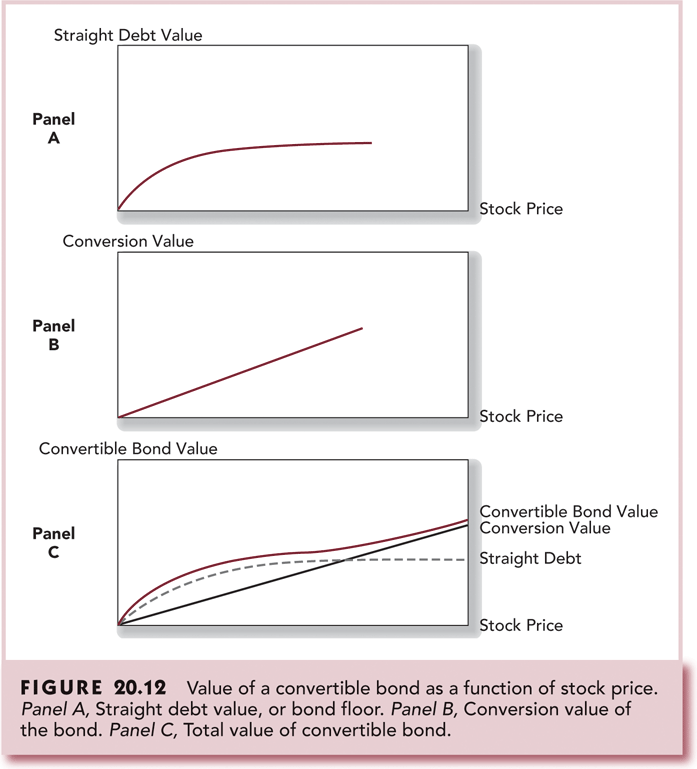 Straight Debt Value
Panel
A
Stock Price
Conversion Value
Panel
B
Stock Price
Convertible Bond Value
Panel
C
Convertible Bond Value
Conversion Value
Straight Debt
Stock Price
FIGURE 20.12 Value of a convertible bond as a function of stock price.
Panel A, Straight debt value, or bond floor. Panel B, Conversion value of
the bond. Panel C, Total value of convertible bond.